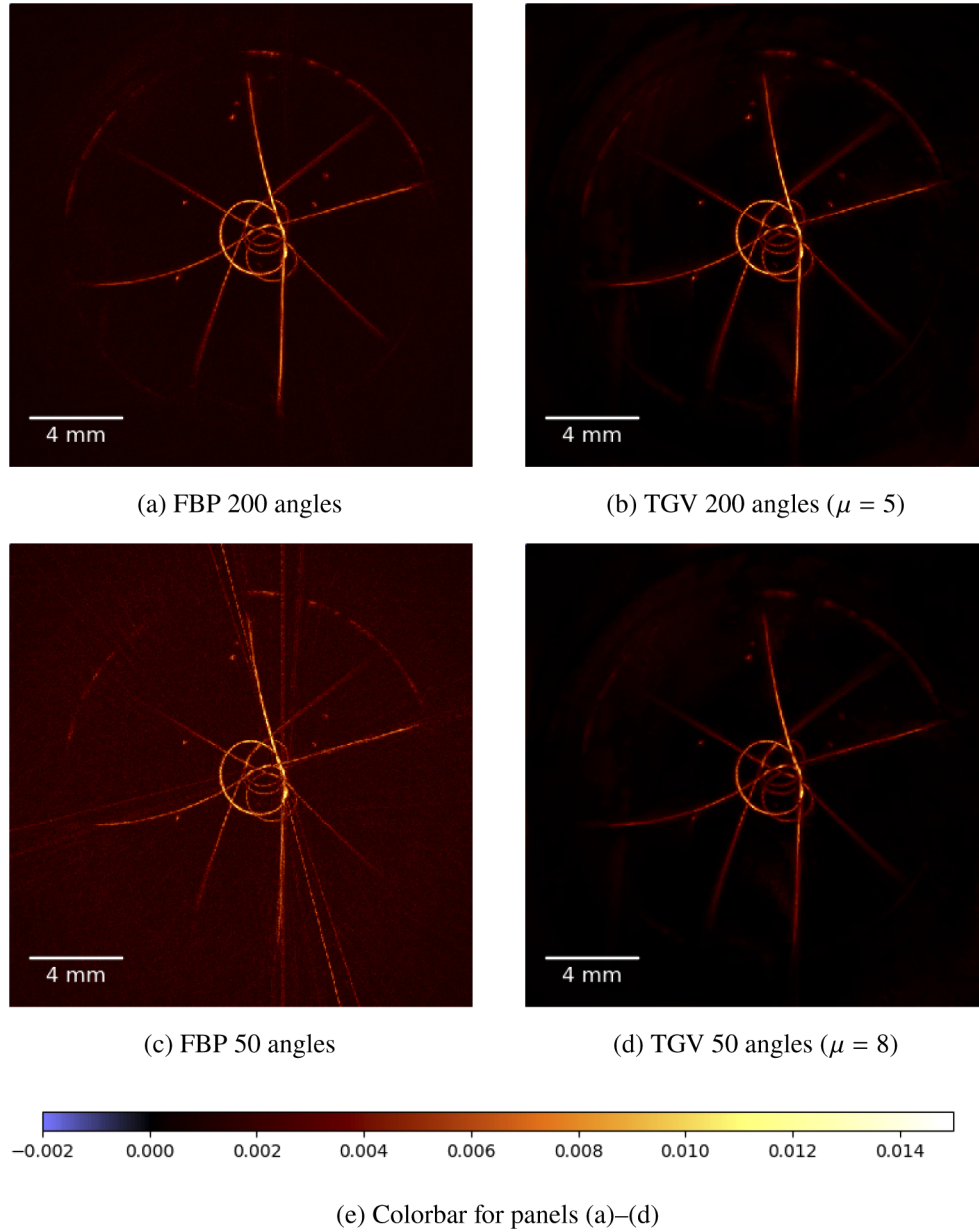 4 mm
4 mm
(a) FBP 200 angles
(b) TGV 200 angles (μ = 5)
4 mm
4 mm
(c) FBP 50 angles
(d) TGV 50 angles (μ = 8)
−0.002 0.000 0.002 0.004 0.006 0.008 0.010 0.012 0.014
(e) Colorbar for panels (a)–(d)